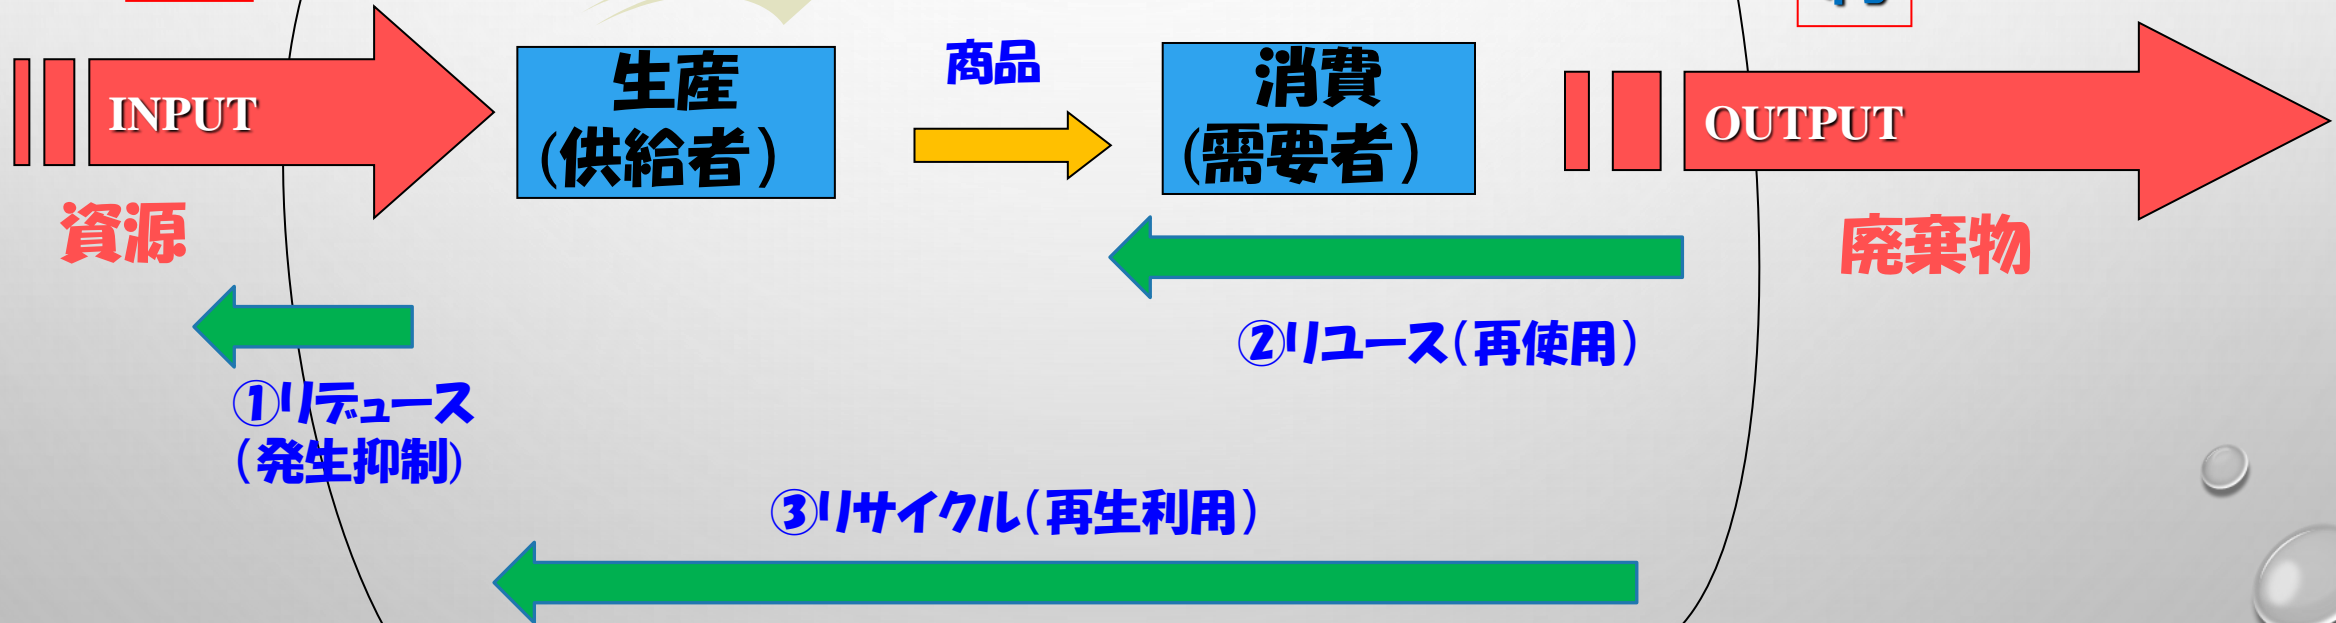 INPUT
生産
(供給者)
商品
消費
(需要者)
OUTPUT
資源
廃棄物
②リユース(再使用)
①リデュース
(発生抑制)
③リサイクル(再生利用)